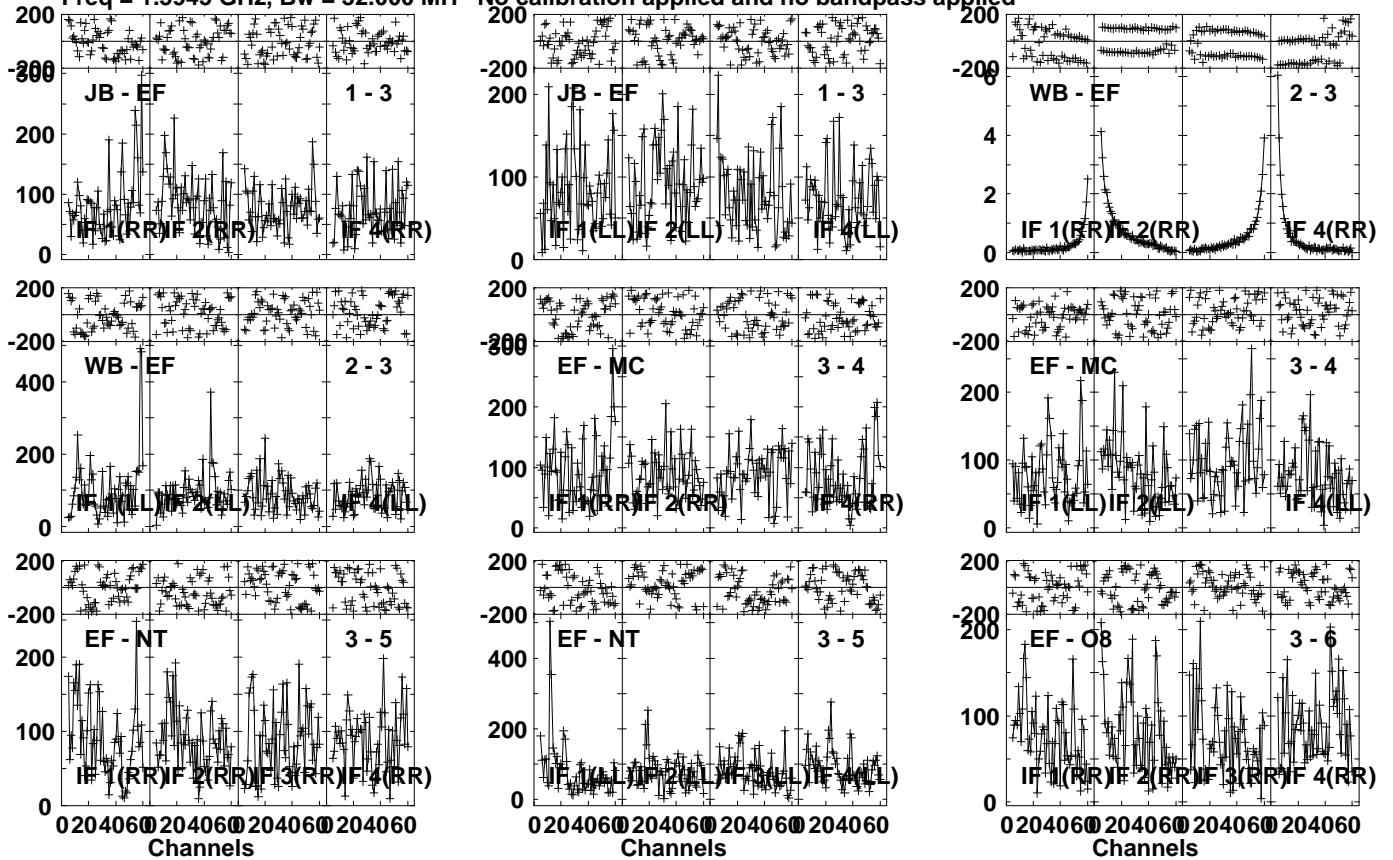 No calibration applied and no bandpass applied
200
-200
300
200
100
0
JB - EF
1 - 3
IF 1(RR)
IF 2(RR)
IF 4(RR)
200
-200
200
100
0
JB - EF
1 - 3
IF 1(LL)
IF 2(LL)
IF 4(LL)
200
-200
6
4
2
0
WB - EF
2 - 3
IF 1(RR)
IF 2(RR)
IF 4(RR)
200
-200
400
200
0
WB - EF
2 - 3
IF 1(LL)
IF 2(LL)
IF 4(LL)
200
-200
300
200
100
0
EF - MC
3 - 4
IF 1(RR)
IF 2(RR)
IF 4(RR)
200
-200
200
100
0
EF - MC
3 - 4
IF 1(LL)
IF 2(LL)
IF 4(LL)
200
-200
200
100
0
EF - NT
3 - 5
IF 1(RR)
IF 2(RR)
IF 3(RR)
IF 4(RR)
0 20 40 60 0 20 40 60 0 20 40 60 0 20 40 60
Channels
200
-200
400
200
0
EF - NT
3 - 5
IF 1(LL)
IF 2(LL)
IF 3(LL)
IF 4(LL)
0 20 40 60 0 20 40 60 0 20 40 60 0 20 40 60
Channels
200
-200
200
100
0
EF - O8
3 - 6
IF 1(RR)
IF 2(RR)
IF 3(RR)
IF 4(RR)
0 20 40 60 0 20 40 60 0 20 40 60 0 20 40 60
Channels